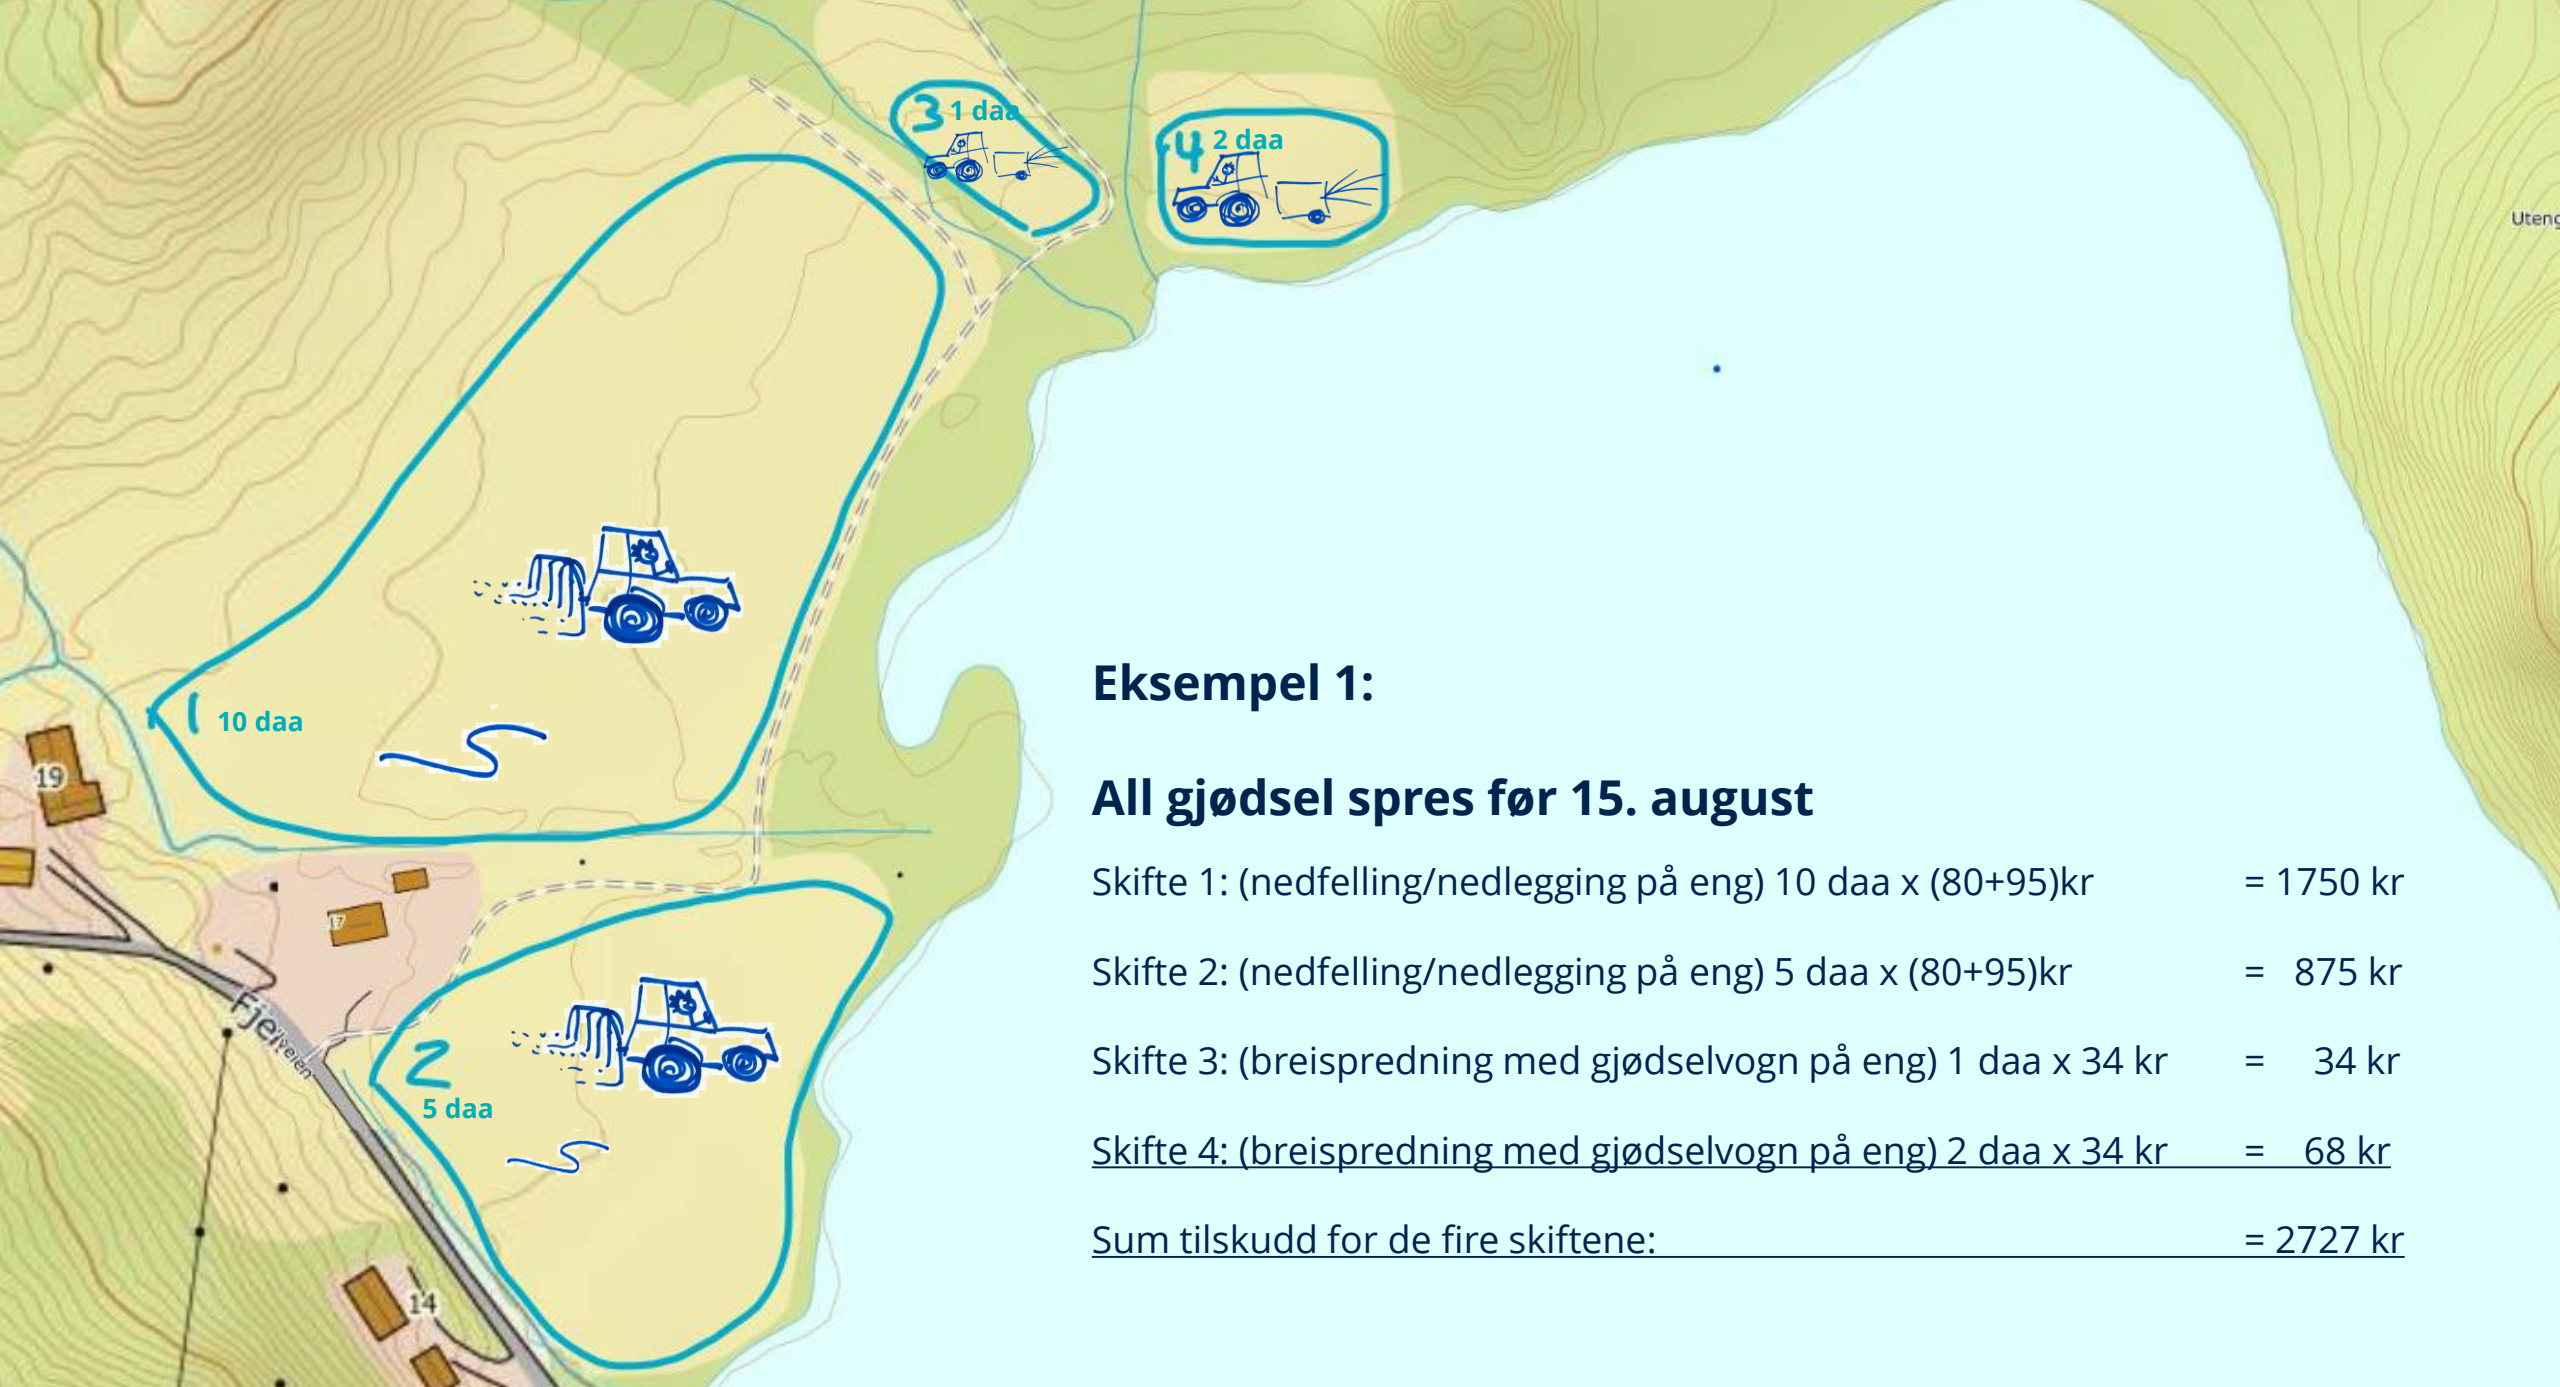 3 1 daa
4 2 daa
Uteng
1 10 daa
19
17
2
5 daa
14
Eksempel 1:
All gjødsel spres før 15. august
Skifte 1: (nedfelling/nedlegging på eng) 10 daa x (80+95)kr = 1750 kr
Skifte 2: (nedfelling/nedlegging på eng) 5 daa x (80+95)kr = 875 kr
Skifte 3: (breispredning med gjødselvogn på eng) 1 daa x 34 kr = 34 kr
Skifte 4: (breispredning med gjødselvogn på eng) 2 daa x 34 kr = 68 kr
Sum tilskudd for de fire skiftene: = 2727 kr